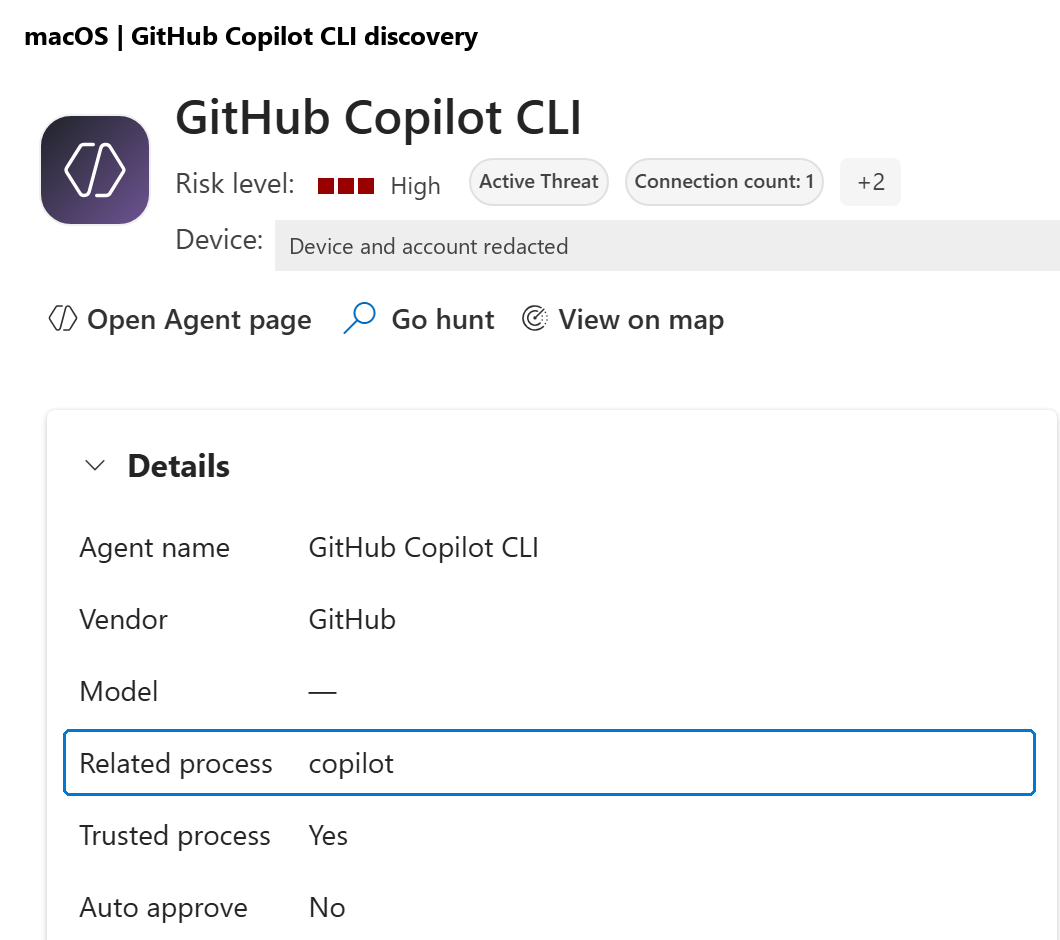 macOS | GitHub Copilot CLI discovery
GitHub Copilot CLI
Risk level: High Active Threat Connection count: 1 +2
Device: Device and account redacted
Open Agent page Go hunt View on map
Details
Agent name GitHub Copilot CLI
Vendor GitHub
Model —
Related process copilot
Trusted process Yes
Auto approve No